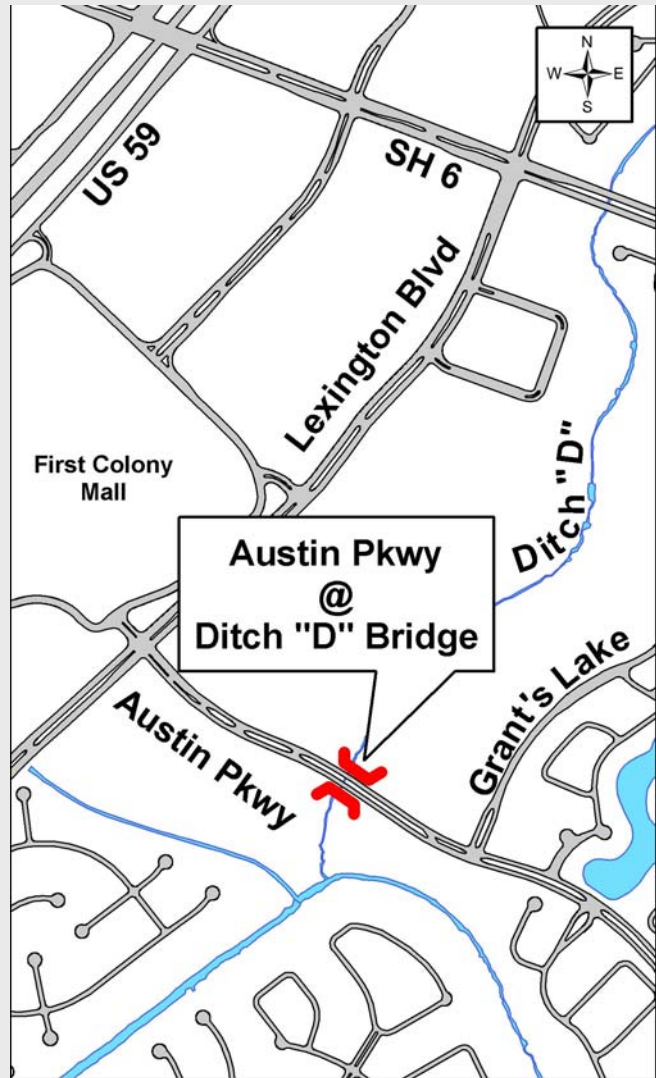 N
W E
S
US 59
SH 6
Lexington Blvd
First Colony
Mall
Ditch "D"
Austin Pkwy
@
Ditch "D" Bridge
Grant's Lake
Austin Pkwy